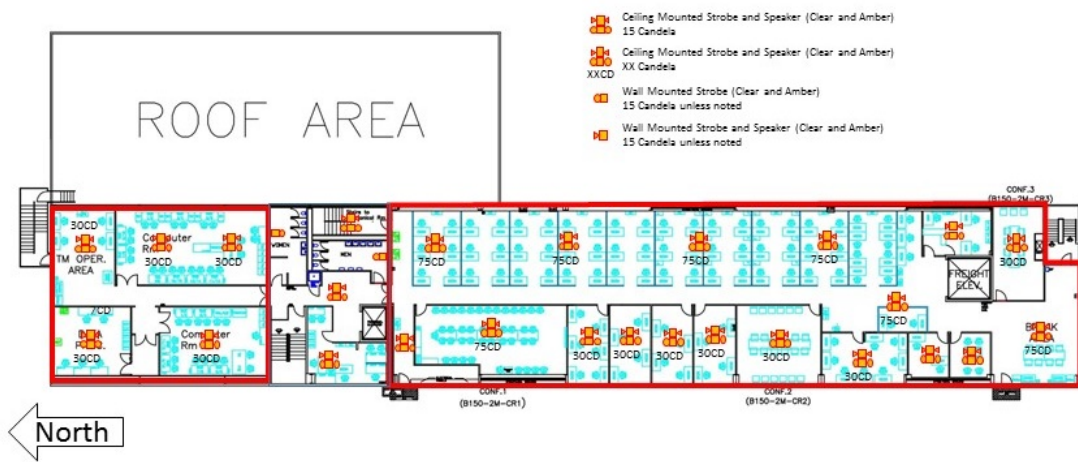 Ceiling Mounted Strobe and Speaker (Clear and Amber)
15 Candela
Ceiling Mounted Strobe and Speaker (Clear and Amber)
XX Candela
XXCD
Wall Mounted Strobe (Clear and Amber)
15 Candela unless noted
Wall Mounted Strobe and Speaker (Clear and Amber)
15 Candela unless noted
ROOF AREA
CONF.3
(B150-2M-CR3)
30CD
TM OPER.
AREA
Computer
Rm
30CD
30CD
WOMEN
MEN
75CD
75CD
75CD
75CD
FREIGHT
ELEV.
30CD
30CD
Computer
Rm
30CD
75CD
30CD
30CD
30CD
30CD
30CD
30CD
75CD
75CD
CONF.1
(B150-2M-CR1)
CONF.2
(B150-2M-CR2)
North